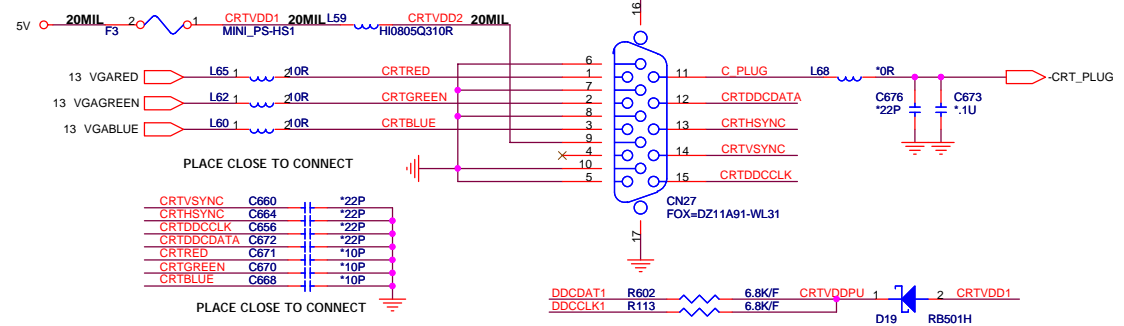 16
5V 20MIL F3 2 1 CRTVDD1 MINI_PS-HS1 20MIL L59 HI0805Q310R CRTVDD2 20MIL
13 VGARED L65 1 2 10R CRTRED
13 VGAGREEN L62 1 2 10R CRTGREEN
13 VGABLUE L60 1 2 10R CRTBLUE
PLACE CLOSE TO CONNECT
6
1
7
2
8
3
9
4
10
5
11 C_PLUG L68 *0R -CRT_PLUG
12 CRTDDCDATA
13 CRTHSYNC
14 CRTVSYNC
15 CRTDDCCLK
C676
*22P
C673
*.1U
CN27
FOX=DZ11A91-WL31
17
CRTVSYNC C660 *22P
CRTHSYNC C664 *22P
CRTDDCCLK C656 *22P
CRTDDCDATA C672 *22P
CRTRED C671 *10P
CRTGREEN C670 *10P
CRTBLUE C668 *10P
PLACE CLOSE TO CONNECT
DDCDAT1 R602 6.8K/F CRTVDDPU 1 2 CRTVDD1
DDCCLK1 R113 6.8K/F
D19 RB501H